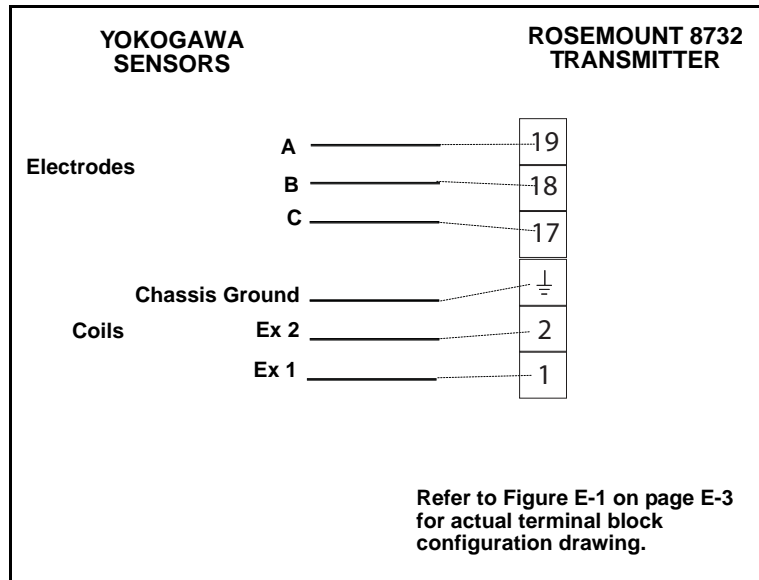 YOKOGAWA
SENSORS
ROSEMOUNT 8732
TRANSMITTER
Electrodes
A
19
B
18
C
17
Chassis Ground
Coils
Ex 2
2
Ex 1
1
Refer to Figure E-1 on page E-3
for actual terminal block
configuration drawing.